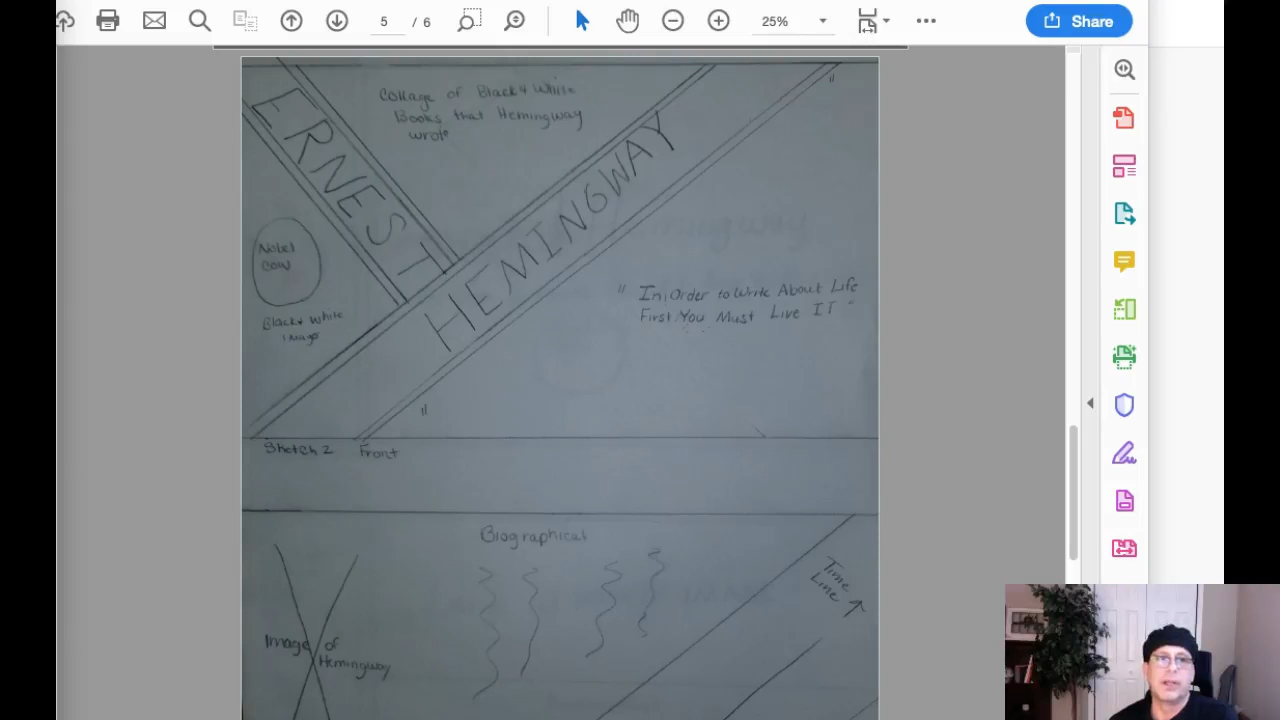 5 / 6
25%
Share
ERNEST
Collage of Black & White
Books that Hemingway
wrote
HEMINGWAY
Nobel
Coin
Black & White
image
" In Order to Write About Life
First You Must Live IT "
"
"
Sketch 2 Front
Biographical
Time
Line
Image of
Hemingway